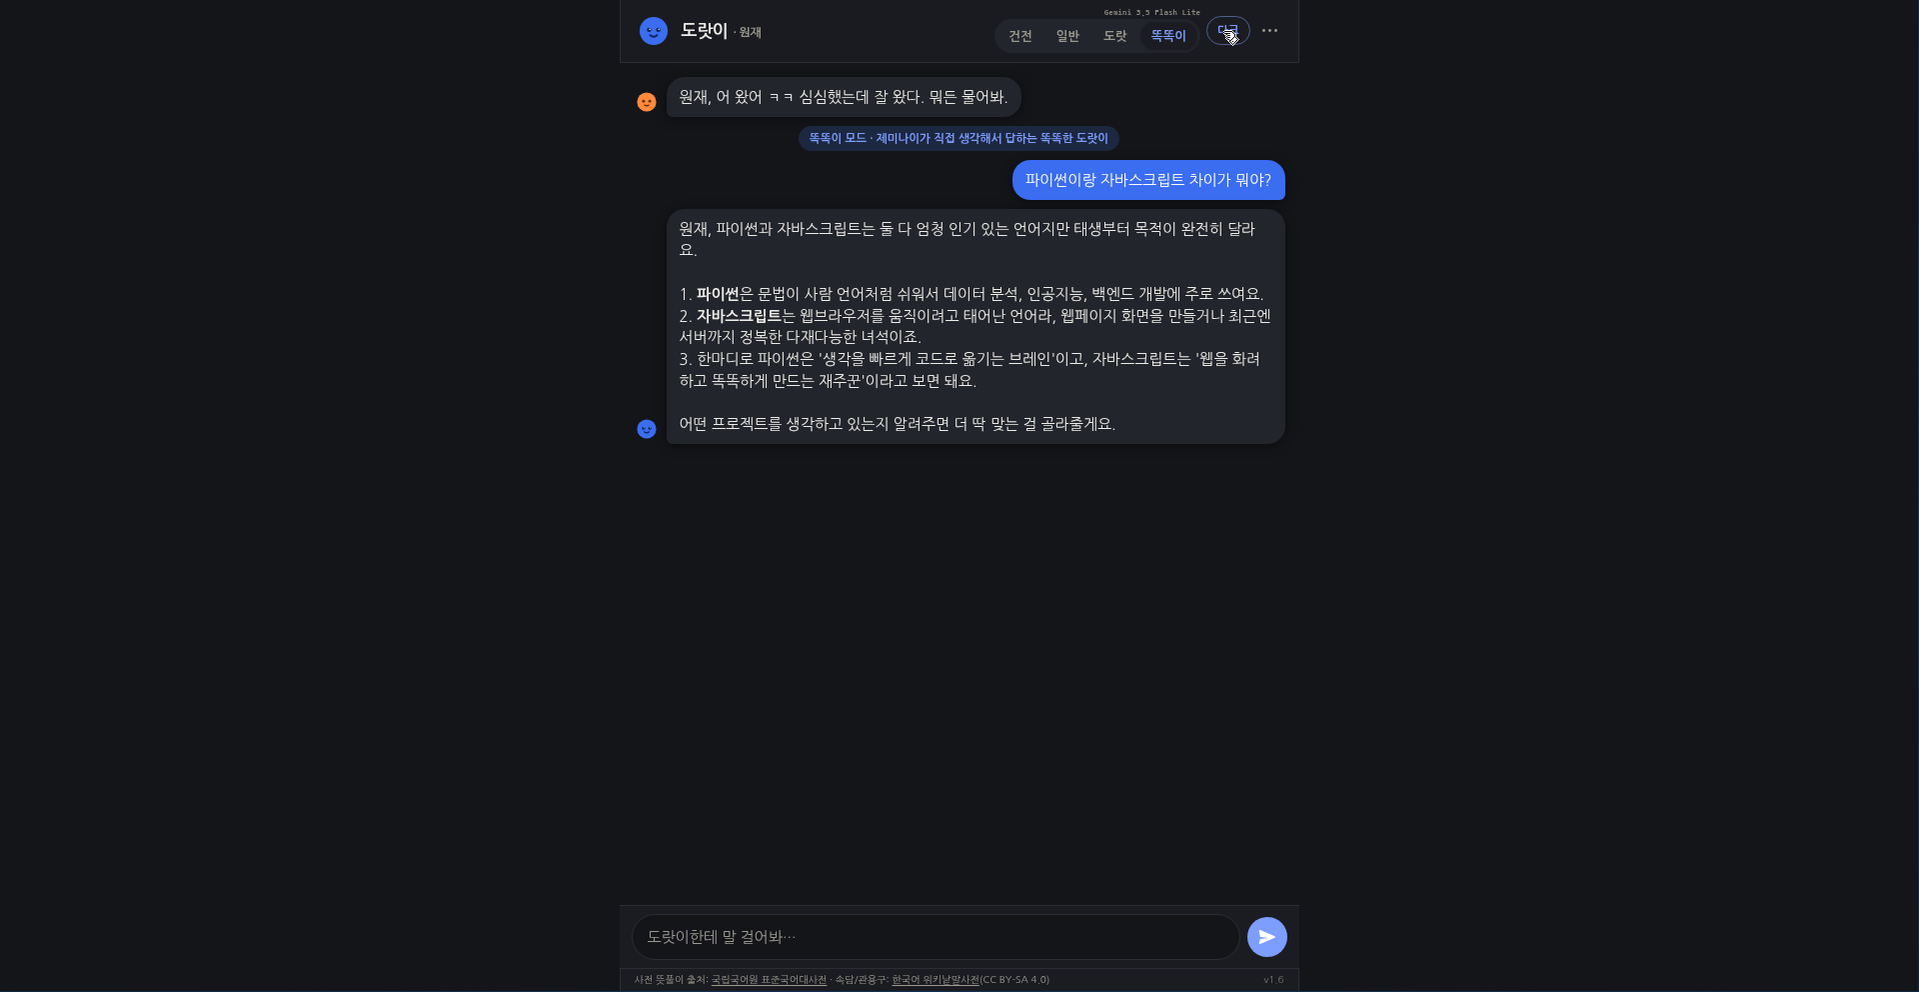 Gemini 3.5 Flash Lite
도랏이 · 원재
건전 일반 도랏 똑똑이
원재, 어 왔어 ㅋㅋ 심심했는데 잘 왔다. 뭐든 물어봐.
똑똑이 모드 · 제미나이가 직접 생각해서 답하는 똑똑한 도랏이
파이썬이랑 자바스크립트 차이가 뭐야?
원재, 파이썬과 자바스크립트는 둘 다 엄청 인기 있는 언어지만 태생부터 목적이 완전히 달라
요.
1. 파이썬은 문법이 사람 언어처럼 쉬워서 데이터 분석, 인공지능, 백엔드 개발에 주로 쓰여요.
2. 자바스크립트는 웹브라우저를 움직이려고 태어난 언어라, 웹페이지 화면을 만들거나 최근엔
서버까지 정복한 다재다능한 녀석이죠.
3. 한마디로 파이썬은 '생각을 빠르게 코드로 옮기는 브레인'이고, 자바스크립트는 '웹을 화려
하고 똑똑하게 만드는 재주꾼'이라고 보면 돼요.
어떤 프로젝트를 생각하고 있는지 알려주면 더 딱 맞는 걸 골라줄게요.
도랏이한테 말 걸어봐…
사전 뜻풀이 출처: 국립국어원 표준국어대사전 · 속담/관용구: 한국어 위키낱말사전(CC BY-SA 4.0)
v1.6